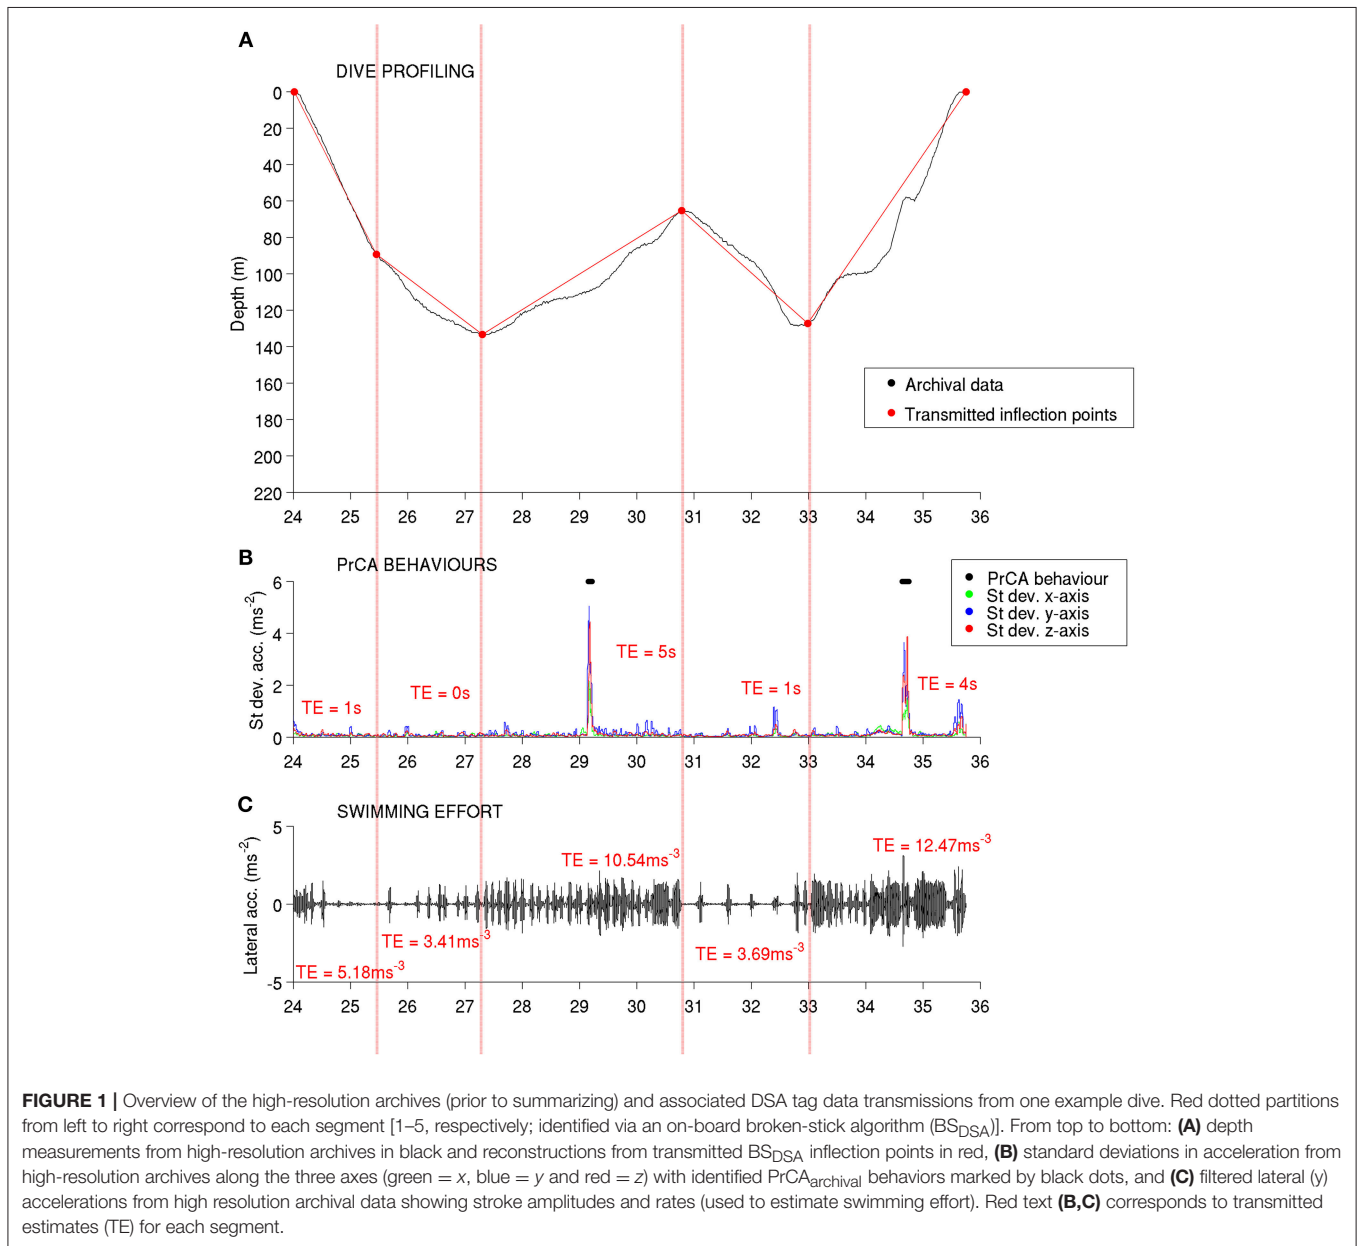 A
DIVE PROFILING
0
20
40
60
80
100
120
140
160
180
200
220
Depth (m)
Archival data
Transmitted inflection points
24 25 26 27 28 29 30 31 32 33 34 35 36
B
PrCA BEHAVIOURS
6
4
2
0
St dev. acc. (ms⁻²)
PrCA behaviour
St dev. x-axis
St dev. y-axis
St dev. z-axis
TE = 1s
TE = 0s
TE = 5s
TE = 1s
TE = 4s
24 25 26 27 28 29 30 31 32 33 34 35 36
C
SWIMMING EFFORT
5
0
-5
Lateral acc. (ms⁻²)
TE = 5.18ms⁻³
TE = 3.41ms⁻³
TE = 10.54ms⁻³
TE = 3.69ms⁻³
TE = 12.47ms⁻³
24 25 26 27 28 29 30 31 32 33 34 35 36
FIGURE 1 | Overview of the high-resolution archives (prior to summarizing) and associated DSA tag data transmissions from one example dive. Red dotted partitions
from left to right correspond to each segment [1–5, respectively; identified via an on-board broken-stick algorithm (BSDSA)]. From top to bottom: (A) depth
measurements from high-resolution archives in black and reconstructions from transmitted BSDSA inflection points in red, (B) standard deviations in acceleration from
high-resolution archives along the three axes (green = x, blue = y and red = z) with identified PrCAarchival behaviors marked by black dots, and (C) filtered lateral (y)
accelerations from high resolution archival data showing stroke amplitudes and rates (used to estimate swimming effort). Red text (B,C) corresponds to transmitted
estimates (TE) for each segment.